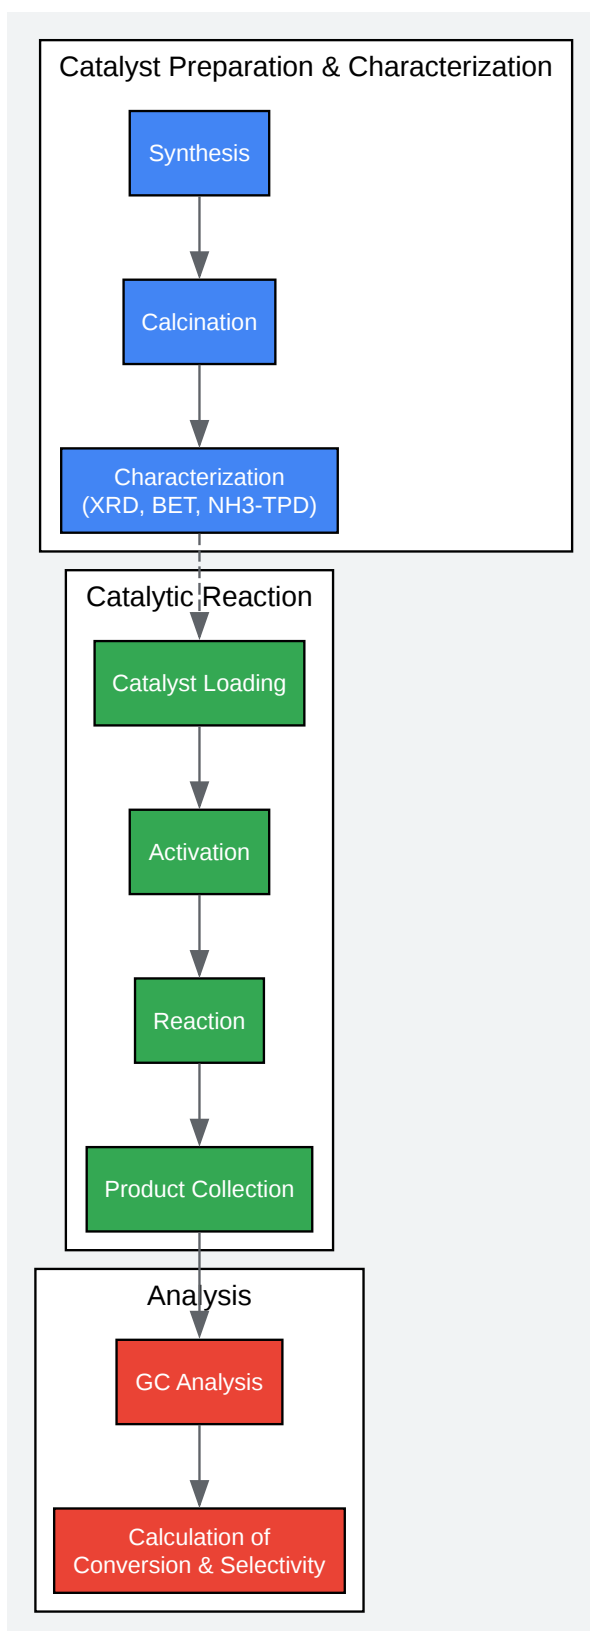 Catalyst Preparation & Characterization
Synthesis
Calcination
Characterization
(XRD, BET, NH3-TPD)
Catalytic Reaction
Catalyst Loading
Activation
Reaction
Product Collection
Analysis
GC Analysis
Calculation of
Conversion & Selectivity